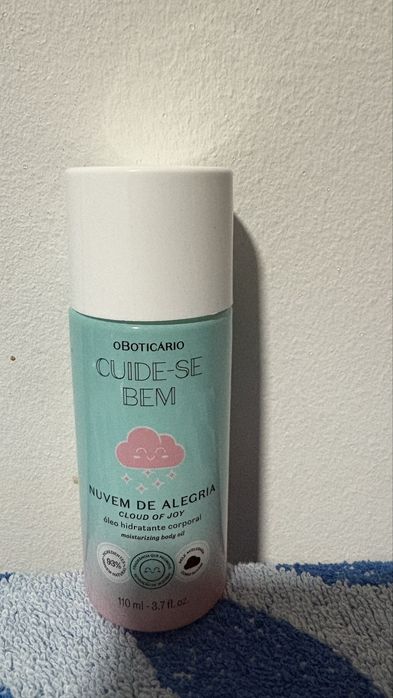 oBOTICÁRIO
CUIDE-SE
BEM
NUVEM DE ALEGRIA
CLOUD OF JOY
óleo hidratante corporal
moisturizing body oil
93%
110 ml - 3.7 fl. oz.